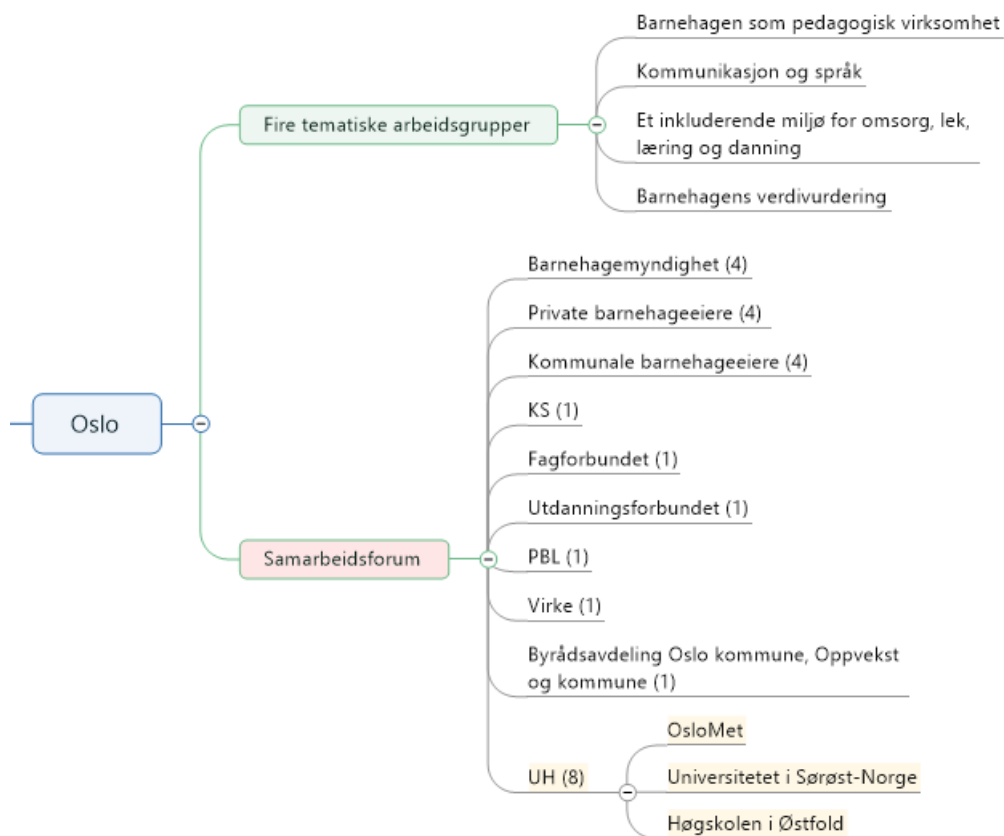 Barnehagen som pedagogisk virksomhet
Kommunikasjon og språk
Fire tematiske arbeidsgrupper
Et inkluderende miljø for omsorg, lek,
læring og danning
Barnehagens verdivurdering
Barnehagemyndighet (4)
Private barnehageeiere (4)
Kommunale barnehageeiere (4)
Oslo
KS (1)
Fagforbundet (1)
Utdanningsforbundet (1)
Samarbeidsforum
PBL (1)
Virke (1)
Byrådsavdeling Oslo kommune, Oppvekst
og kommune (1)
OsloMet
UH (8)
Universitetet i Sørøst-Norge
Høgskolen i Østfold